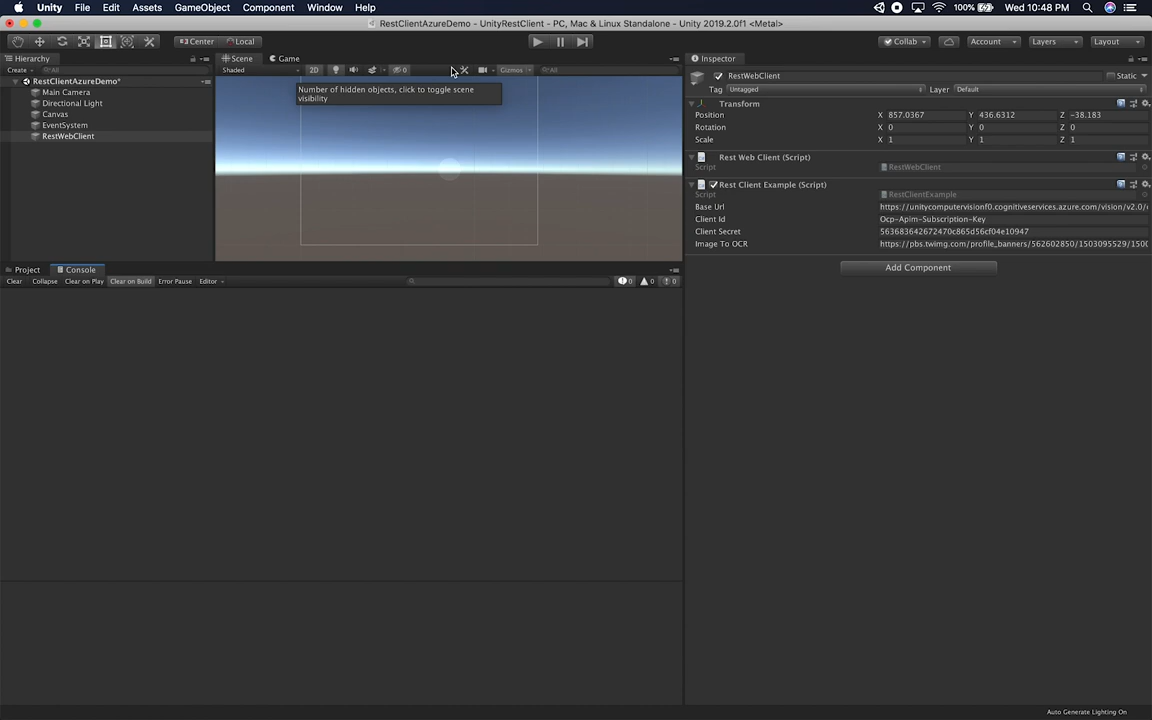 Unity File Edit Assets GameObject Component Window Help 100% Wed 10:48 PM
RestClientAzureDemo - UnityRestClient - PC, Mac & Linux Standalone - Unity 2019.2.0f1 <Metal>
Center Local Collab Account Layers Layout
Hierarchy
Create All
RestClientAzureDemo*
Main Camera
Directional Light
Canvas
EventSystem
RestWebClient
Scene Game
Shaded 2D 0 Gizmos All
Number of hidden objects, click to toggle scene
visibility
Inspector
RestWebClient Static
Tag Untagged Layer Default
Transform
Position X 857.0367 Y 436.6312 Z -38.183
Rotation X 0 Y 0 Z 0
Scale X 1 Y 1 Z 1
Rest Web Client (Script)
Script RestWebClient
Rest Client Example (Script)
Script RestClientExample
Base Url https://unitycomputervisionf0.cognitiveservices.azure.com/vision/v2.0/
Client Id Ocp-Apim-Subscription-Key
Client Secret 563683642672470c865d56cf04e10947
Image To OCR https://pbs.twimg.com/profile_banners/562602850/1503095529/150
Add Component
Project Console
Clear Collapse Clear on Play Clear on Build Error Pause Editor 0 0 0
Auto Generate Lighting On